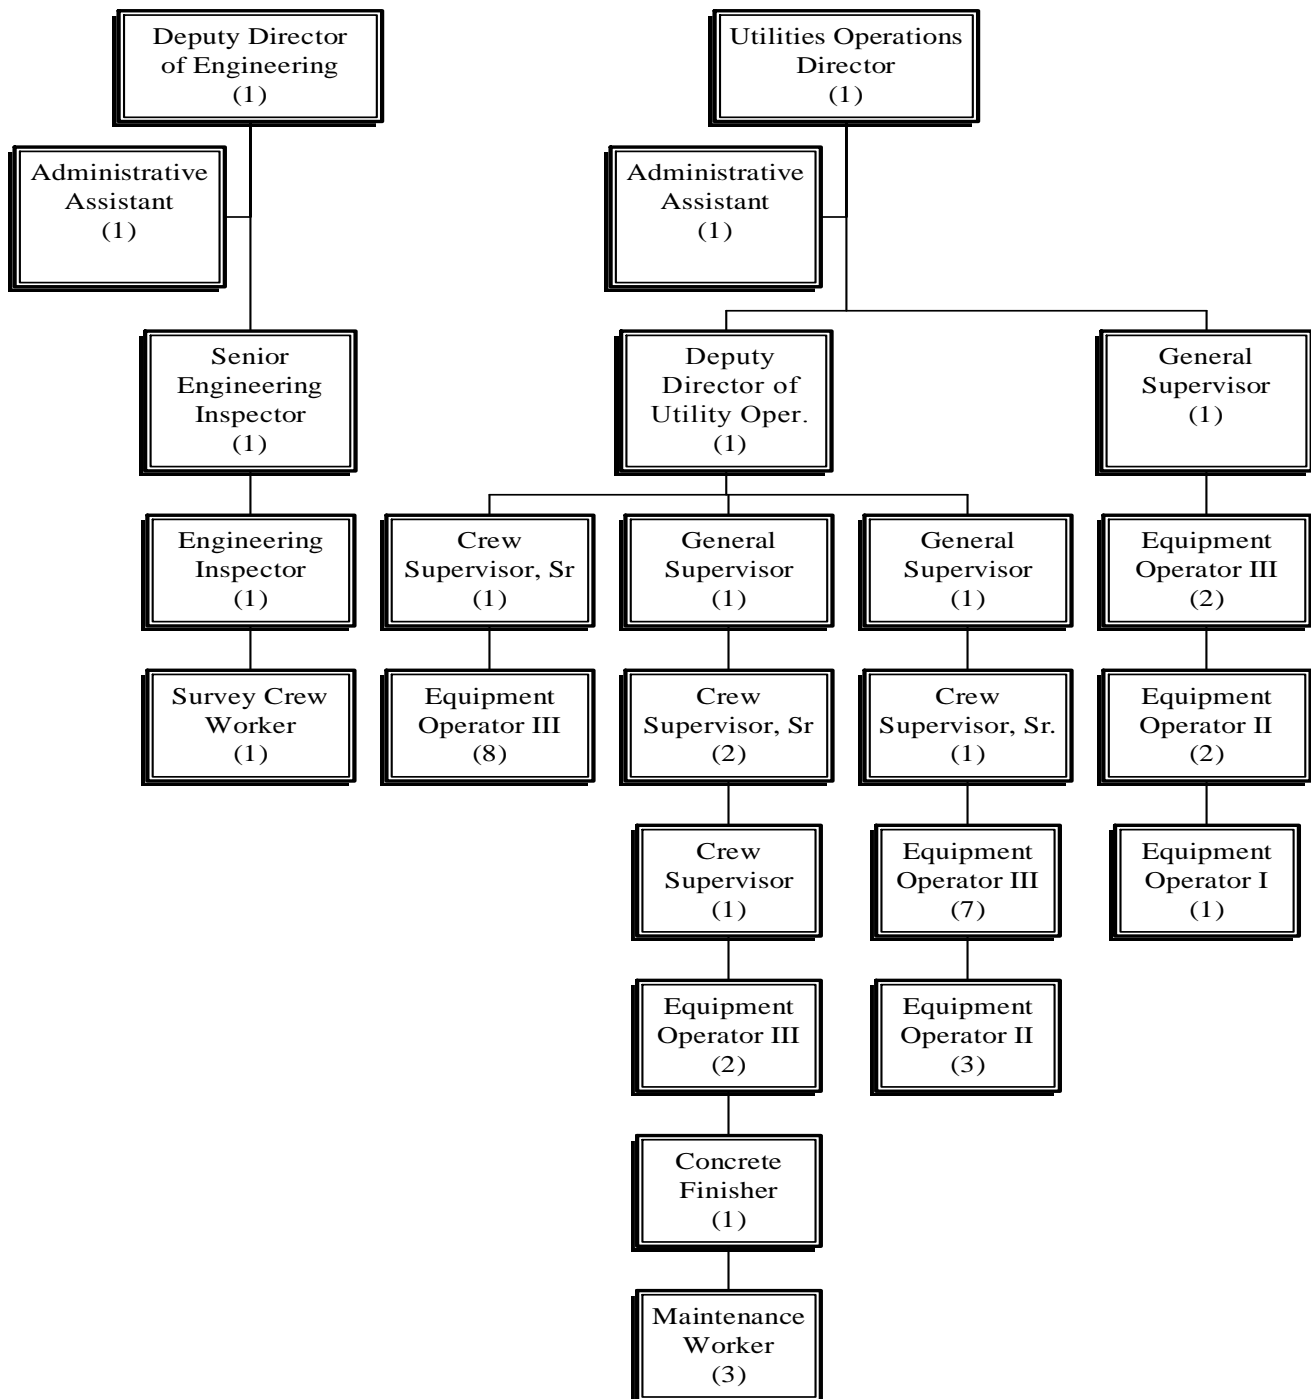 Deputy Director
of Engineering
(1)
Utilities Operations
Director
(1)
Administrative
Assistant
(1)
Administrative
Assistant
(1)
Senior
Engineering
Inspector
(1)
Deputy
Director of
Utility Oper.
(1)
General
Supervisor
(1)
Engineering
Inspector
(1)
Crew
Supervisor, Sr
(1)
General
Supervisor
(1)
General
Supervisor
(1)
Equipment
Operator III
(2)
Survey Crew
Worker
(1)
Equipment
Operator III
(8)
Crew
Supervisor, Sr
(2)
Crew
Supervisor, Sr.
(1)
Equipment
Operator II
(2)
Crew
Supervisor
(1)
Equipment
Operator III
(7)
Equipment
Operator I
(1)
Equipment
Operator III
(2)
Equipment
Operator II
(3)
Concrete
Finisher
(1)
Maintenance
Worker
(3)